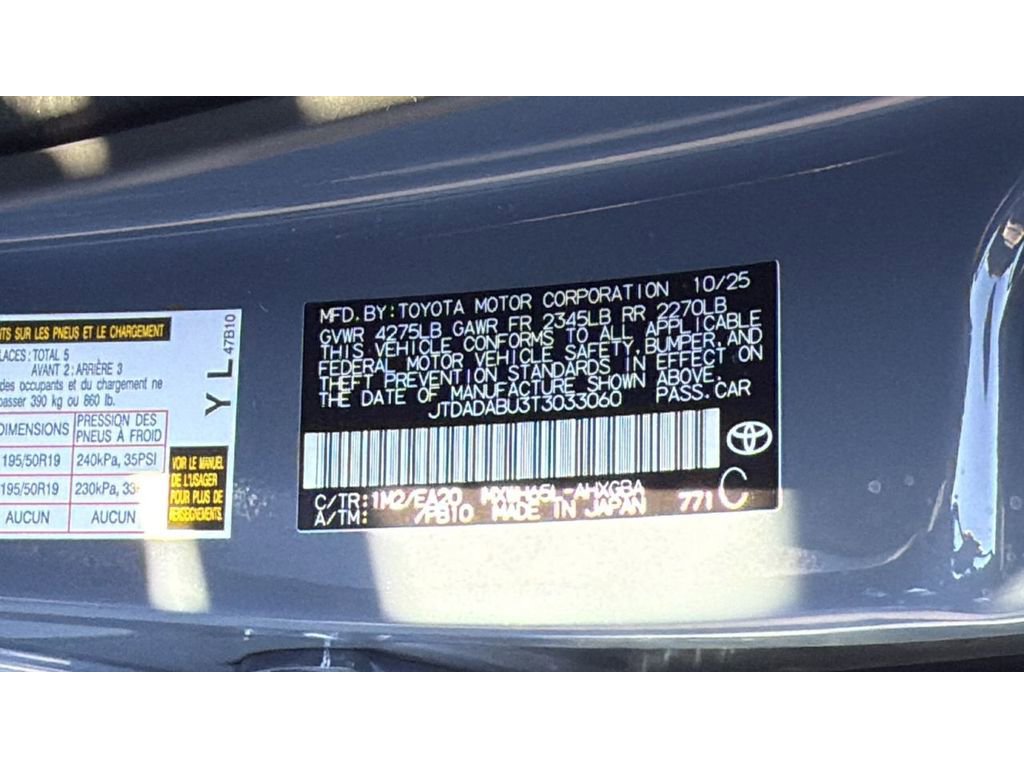 NTS SUR LES PNEUS ET LE CHARGEMENT
LACES: TOTAL 5
AVANT 2: ARRIÈRE 3
des occupants et du chargement ne
passer 390 kg ou 860 lb.
DIMENSIONS PRESSION DES PNEUS À FROID
195/50R19 240kPa, 35PSI
195/50R19 230kPa, 33
AUCUN AUCUN
VOIR LE MANUEL
DE L'USAGER
POUR PLUS DE
RENSEIGNEMENTS.
Y L
47B10
MFD. BY: TOYOTA MOTOR CORPORATION 10/25
GVWR 4275LB GAWR FR 2345LB RR 2270LB
THIS VEHICLE CONFORMS TO ALL APPLICABLE
FEDERAL MOTOR VEHICLE SAFETY, BUMPER, AND
THEFT PREVENTION STANDARDS IN EFFECT ON
THE DATE OF MANUFACTURE SHOWN ABOVE.
JTDADABU3T3033060 PASS. CAR
C/TR: 1M2/EA20 MXWH65L-AHXGBA
A/TM: /FB10 MADE IN JAPAN 771 C